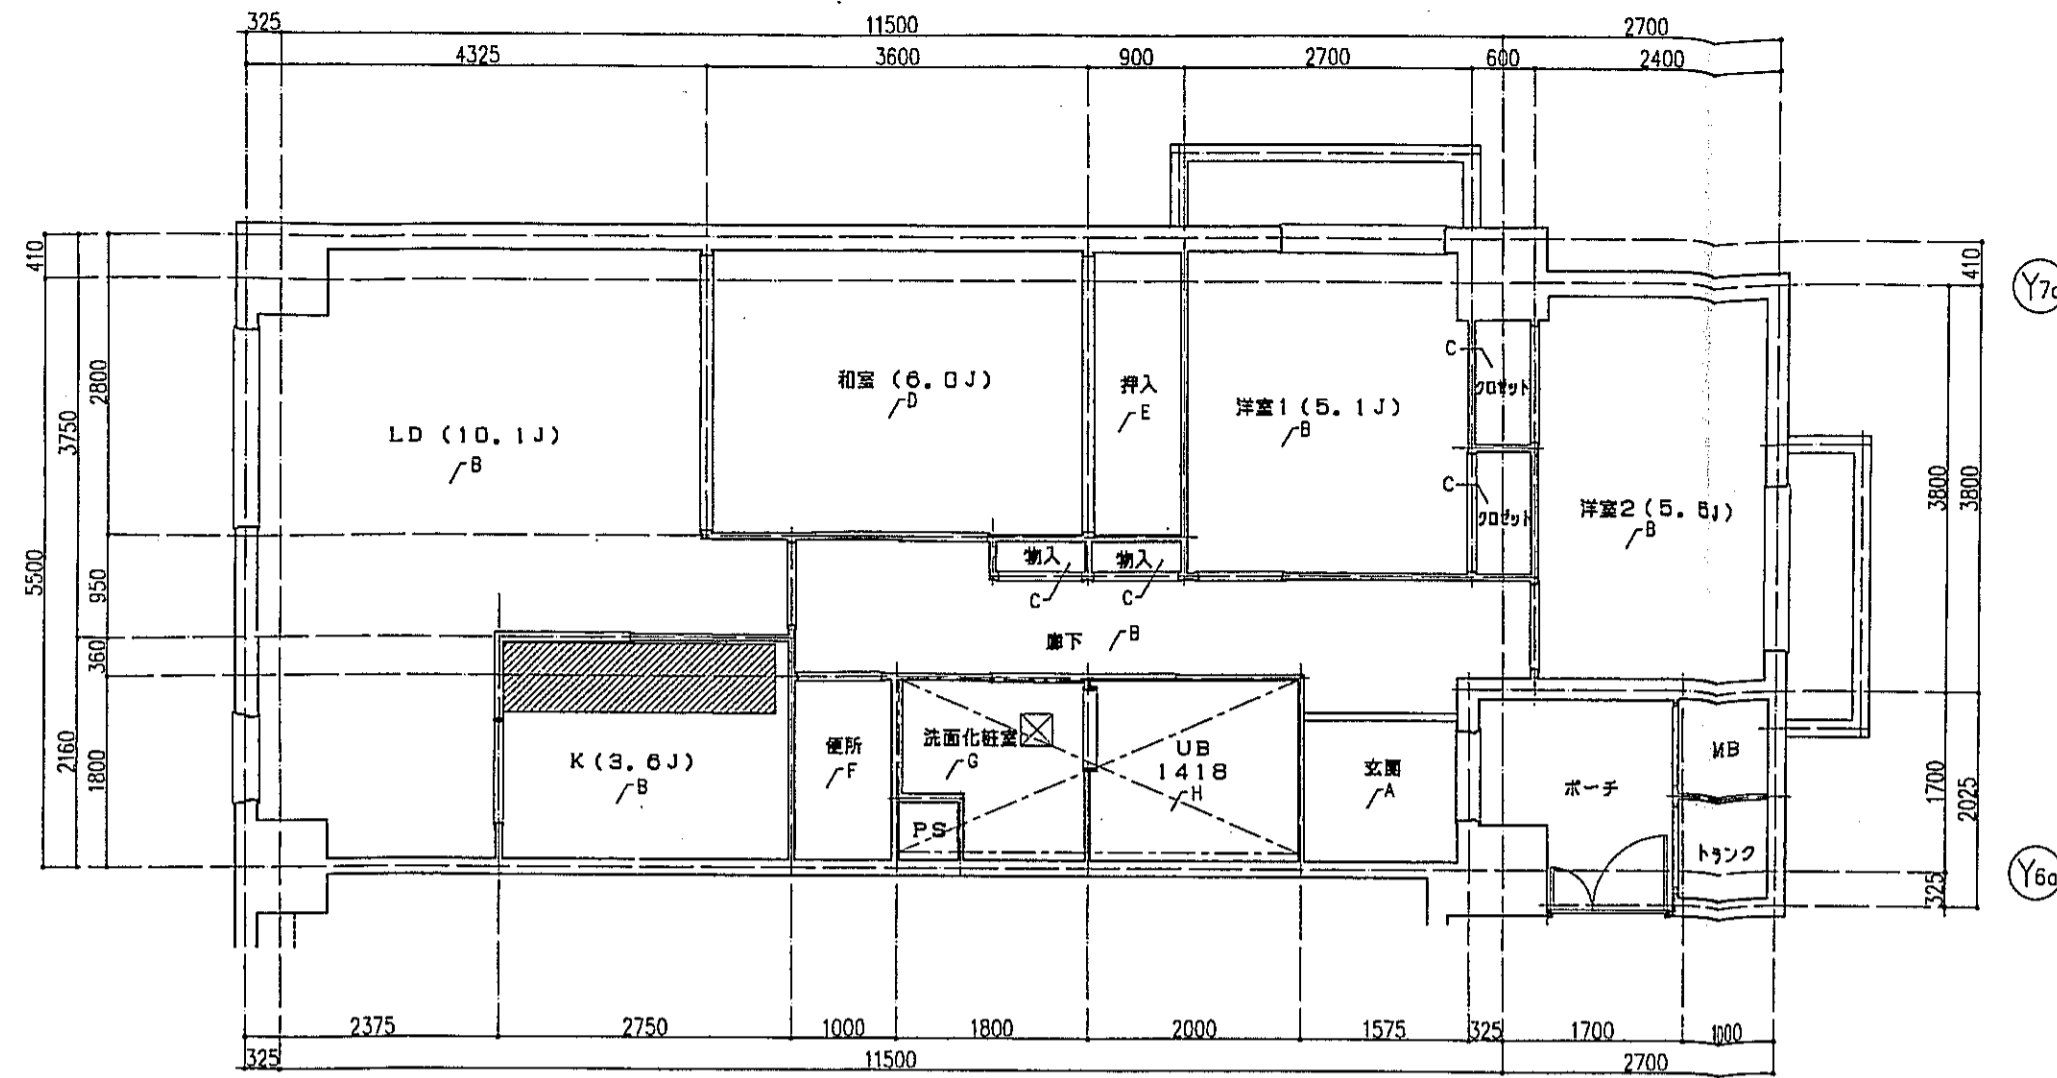 325
11500
2700
4325
3600
900
2700
600
2400
410
410
Y7
2800
3750
C
クロゼット
和室 (6.0J)
D
押入
E
洋室1 (5.1J)
B
LD (10.1J)
B
3800
3800
C
クロゼット
洋室2 (5.5J)
B
5500
950
物入
物入
C
C
廊下
B
360
2160
1800
K (3.6J)
B
便所
F
洗面化粧室
G
UB
1418
H
玄関
A
ポーチ
MB
1700
2025
PS
トランク
325
Y6a
2375
2750
1000
1800
2000
1575
325
1700
1000
325
11500
2700